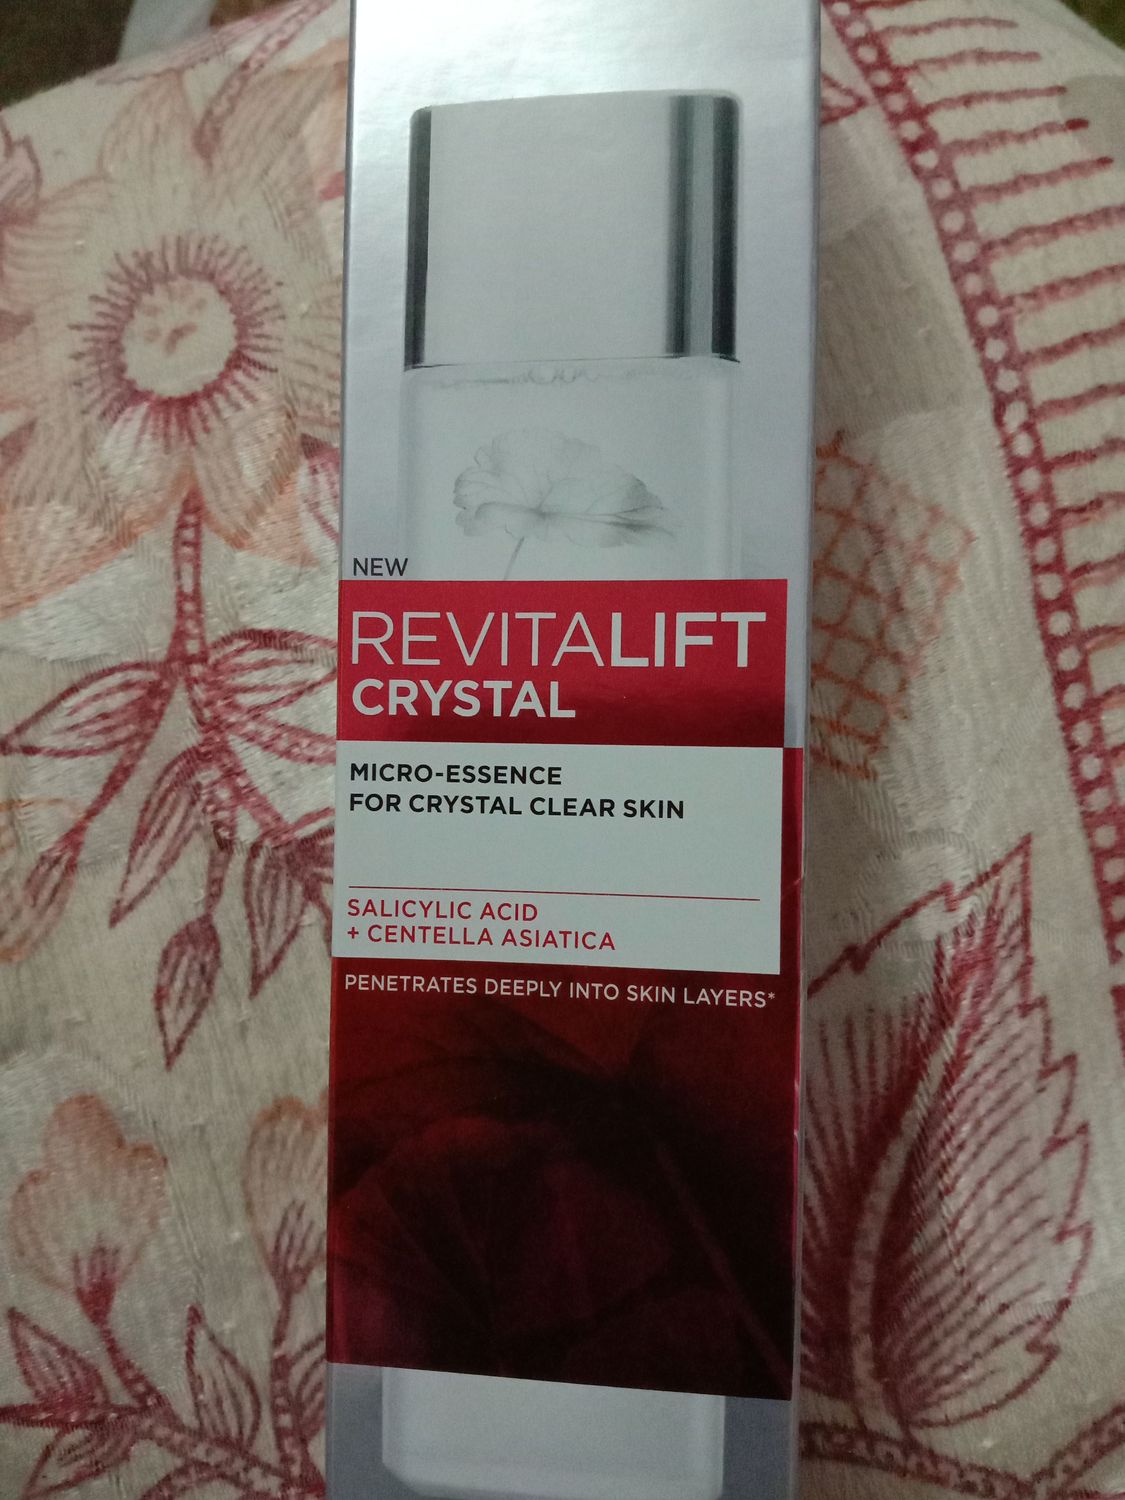 NEW
REVITALIFT
CRYSTAL
MICRO-ESSENCE
FOR CRYSTAL CLEAR SKIN
SALICYLIC ACID
+ CENTELLA ASIATICA
PENETRATES DEEPLY INTO SKIN LAYERS*